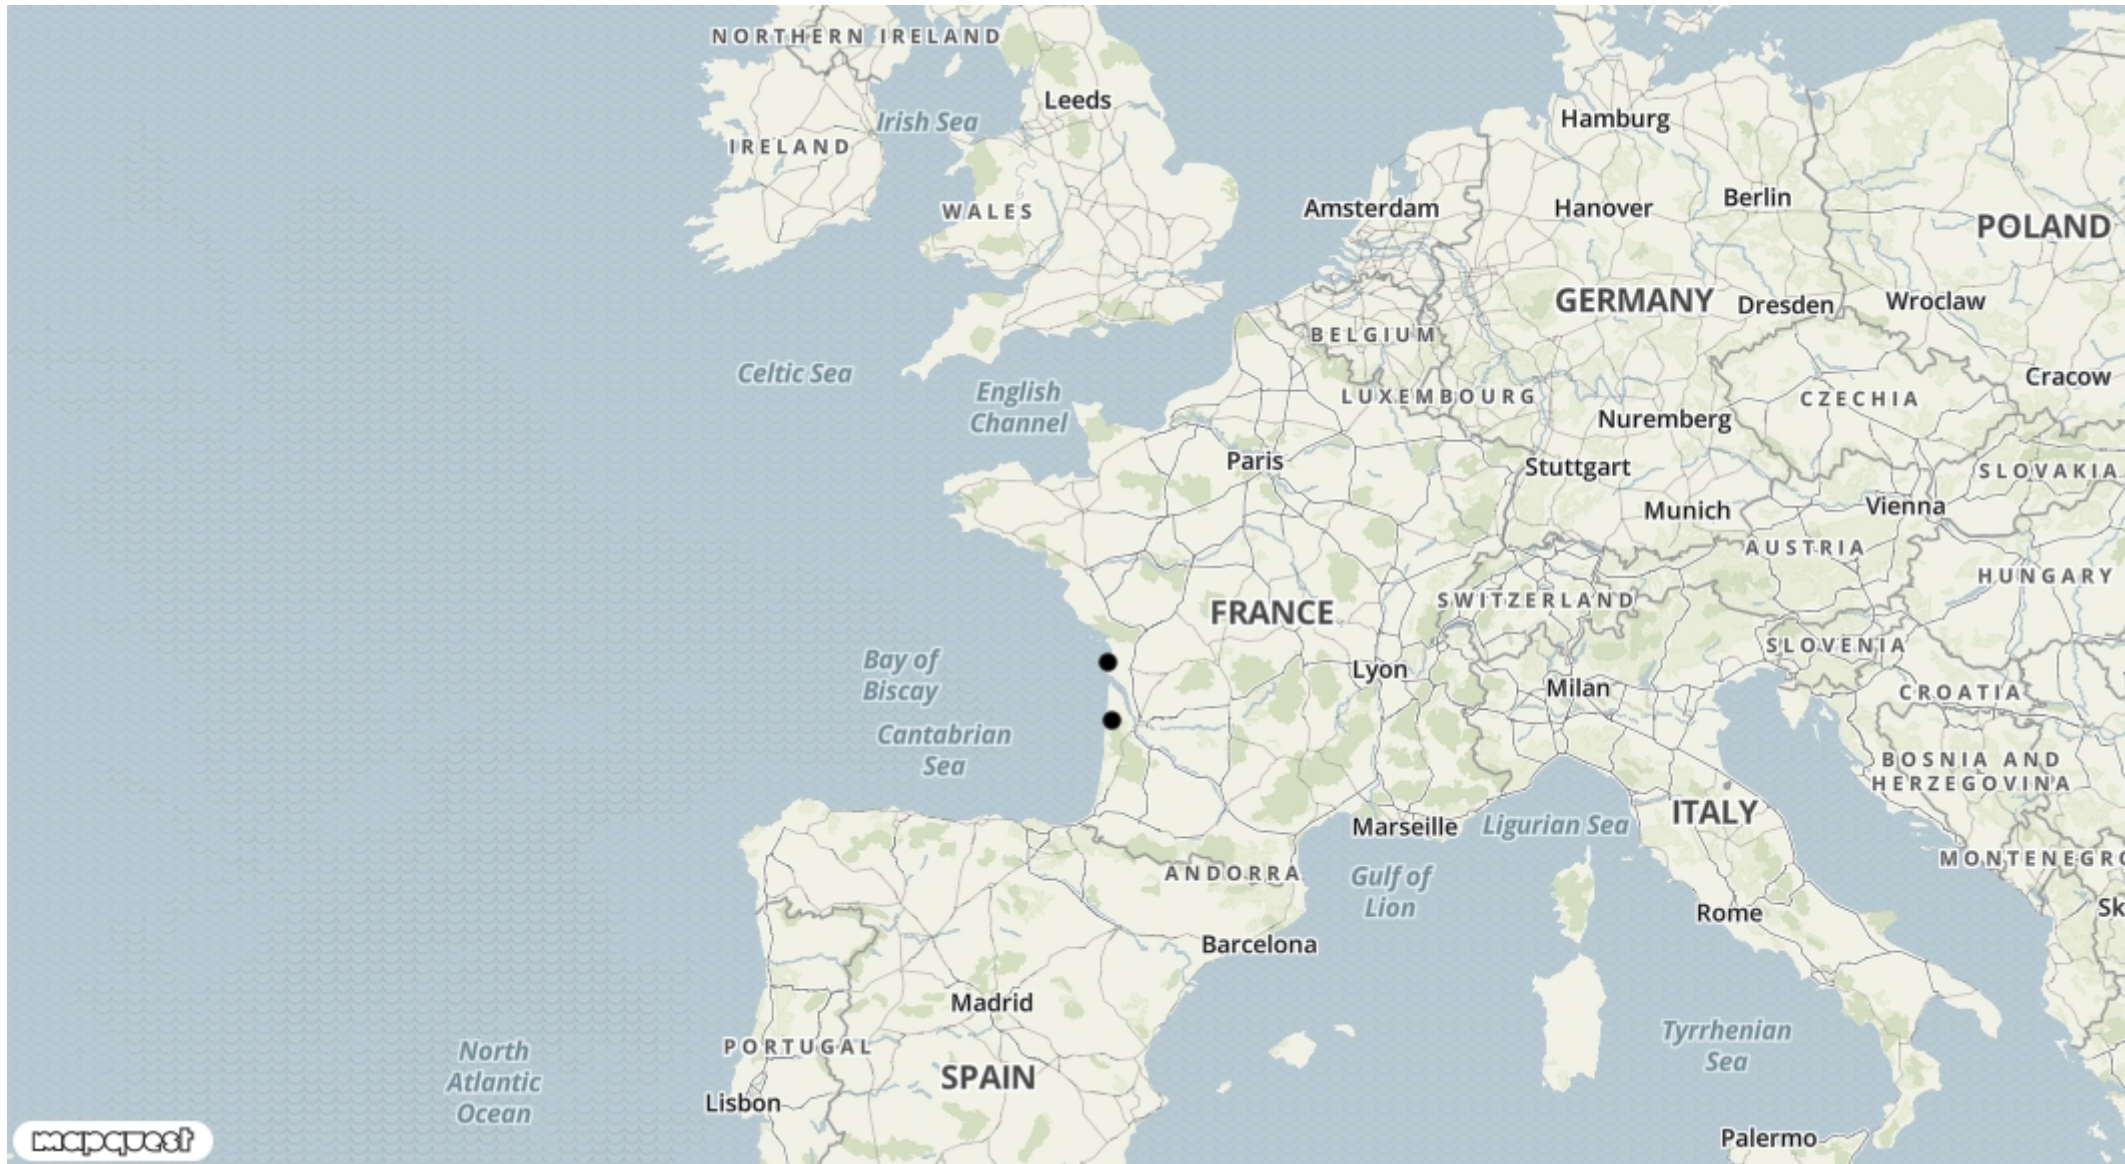 NORTHERN IRELAND
Leeds
Irish Sea
Hamburg
IRELAND
WALES
Amsterdam
Hanover
Berlin
POLAND
GERMANY
Dresden
Wroclaw
BELGIUM
Celtic Sea
English
Channel
LUXEMBOURG
Cracow
CZECHIA
Nuremberg
Paris
Stuttgart
SLOVAKIA
Munich
Vienna
AUSTRIA
HUNGARY
FRANCE
SWITZERLAND
Bay of
Biscay
Lyon
Milan
SLOVENIA
CROATIA
Cantabrian
Sea
BOSNIA AND
HERZEGOVINA
ITALY
Marseille
Ligurian Sea
MONTENEGRO
ANDORRA
Gulf of
Lion
Rome
Sk
Barcelona
Madrid
PORTUGAL
Tyrrhenian
Sea
North
Atlantic
Ocean
SPAIN
Lisbon
mapquest
Palermo